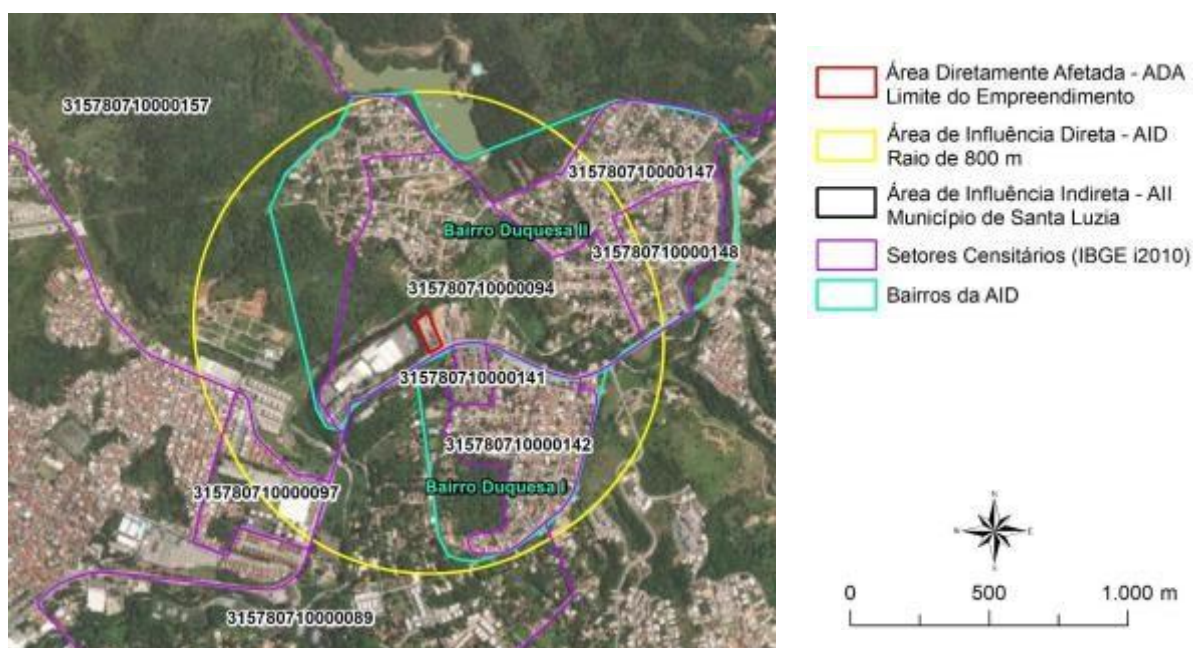 315780710000157
315780710000147
Bairro Duquesa II
315780710000148
315780710000094
315780710000141
315780710000142
Bairro Duquesa I
315780710000097
315780710000089
Área Diretamente Afetada - ADA
Limite do Empreendimento
Área de Influência Direta - AID
Raio de 800 m
Área de Influência Indireta - AII
Município de Santa Luzia
Setores Censitários (IBGE i2010)
Bairros da AID
0 500 1.000 m